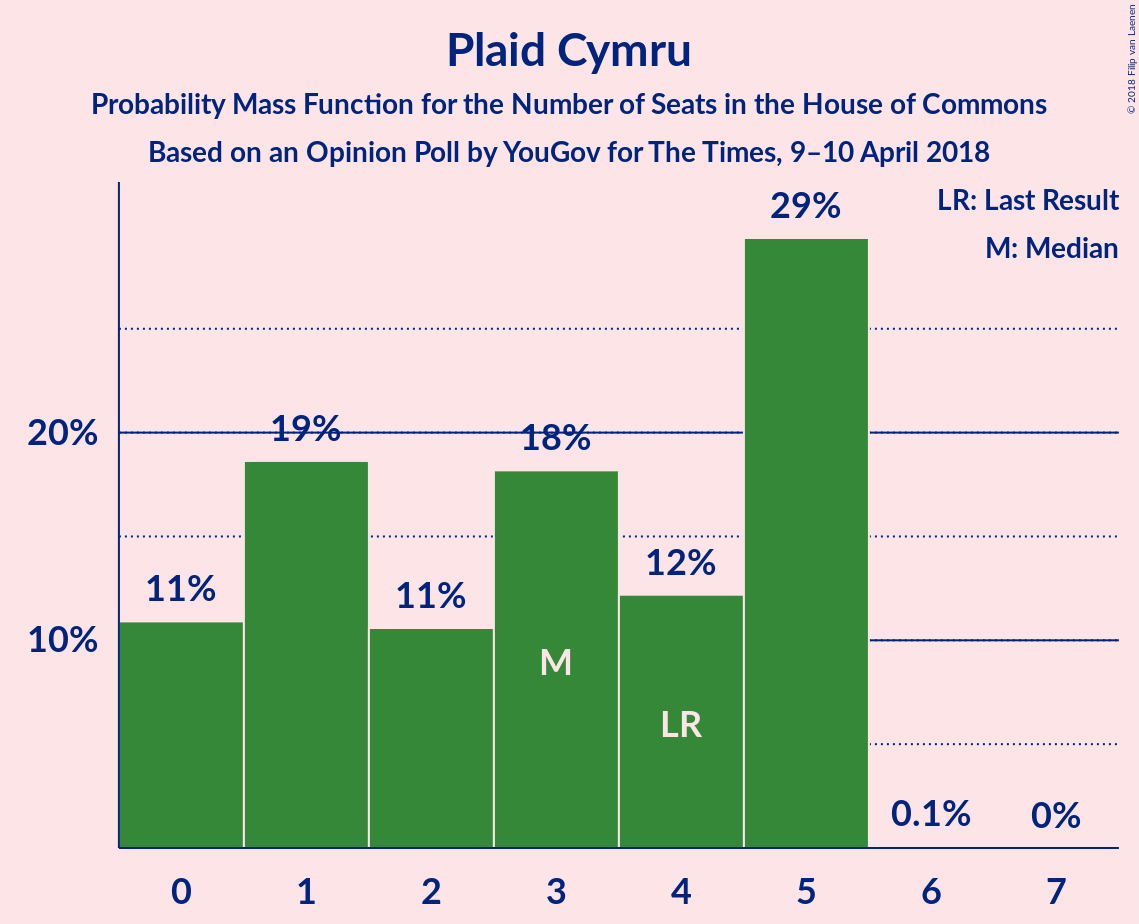 Plaid Cymru
Probability Mass Function for the Number of Seats in the House of Commons
Based on an Opinion Poll by YouGov for The Times, 9–10 April 2018
© 2018 Filip van Laenen
LR: Last Result
M: Median
29%
20%
19%
18%
12%
11%
11%
10%
M
LR
0.1%
0%
0 1 2 3 4 5 6 7